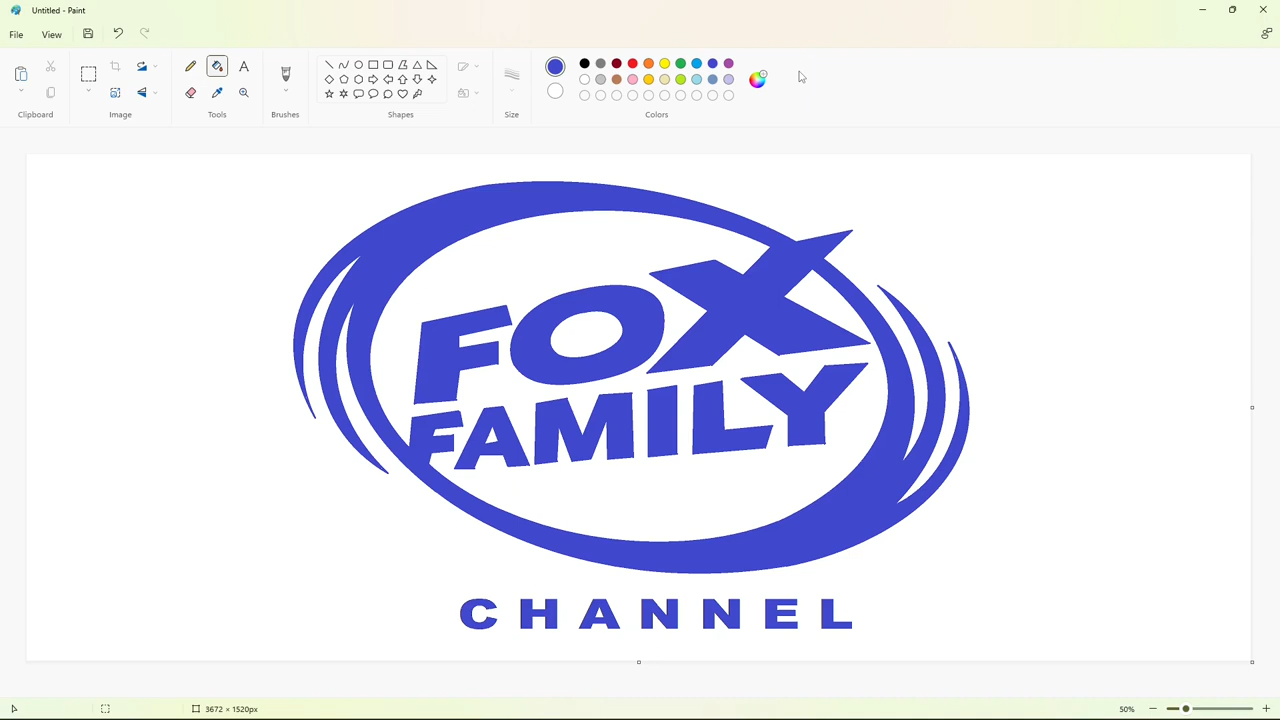 Untitled - Paint
File
View
Clipboard
Image
Tools
Brushes
Shapes
Size
Colors
FOX
FAMILY
CHANNEL
3672 × 1520px
50%